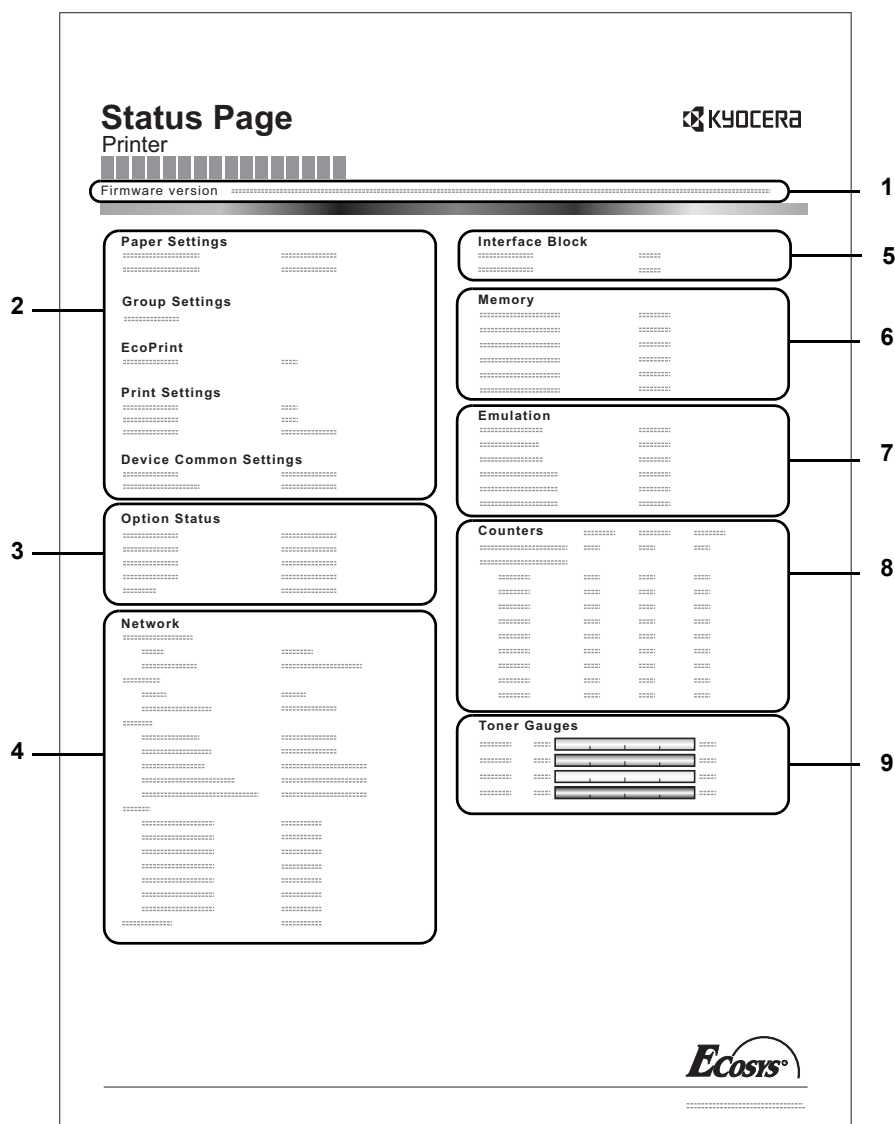 Status Page
Printer
KYOCERA
Firmware version
1
Paper Settings
Group Settings
EcoPrint
Print Settings
Device Common Settings
2
Option Status
3
Network
4
Interface Block
5
Memory
6
Emulation
7
Counters
8
Toner Gauges
9
ECOSYS